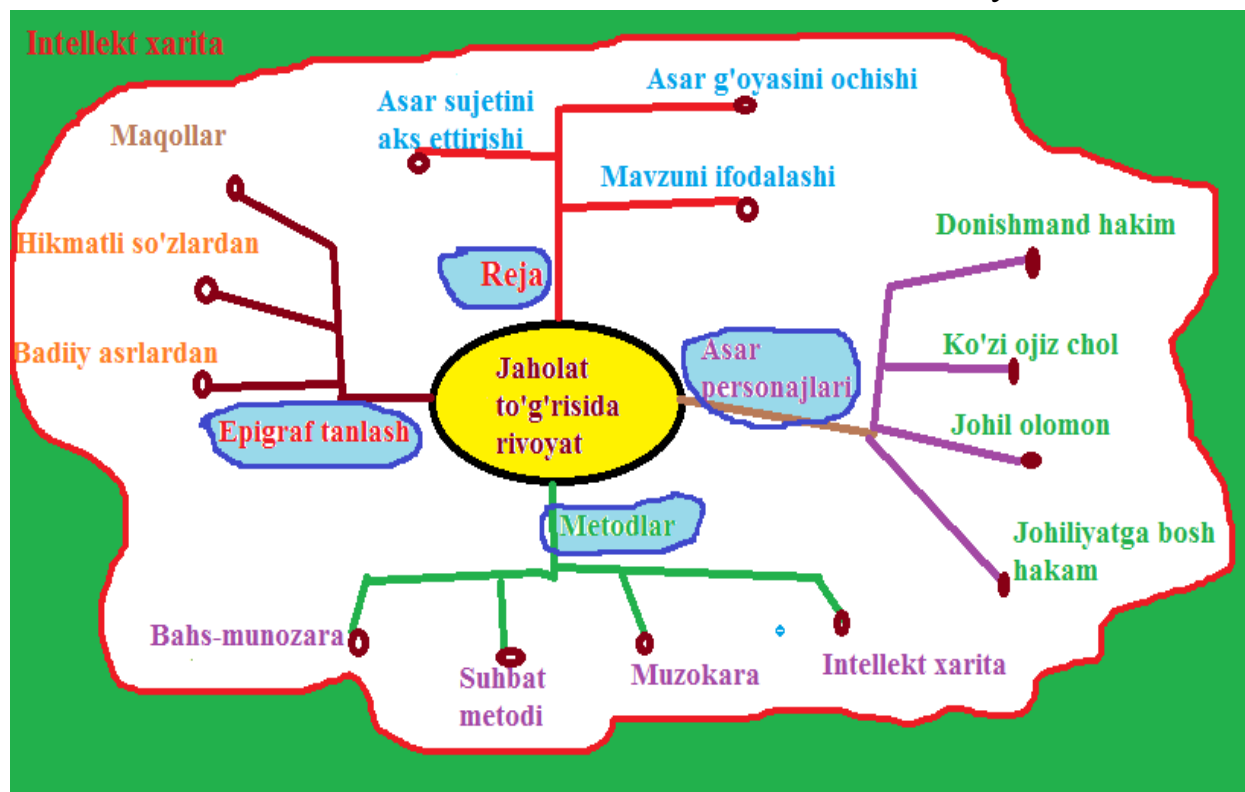 Intellekt xarita
Asar g'oyasini ochishi
Asar sujetini
aks ettirishi
Maqollar
Mavzuni ifodalashi
Donishmand hakim
Hikmatli so'zlardan
Reja
Ko'zi ojiz chol
Badiiy asrlardan
Asar
personajlari
Jaholat
to'g'risida
rivoyat
Johil olomon
Epigraf tanlash
Metodlar
Johiliyatga bosh
hakam
Bahs-munozara
Suhbat
metodi
Muzokara
Intellekt xarita